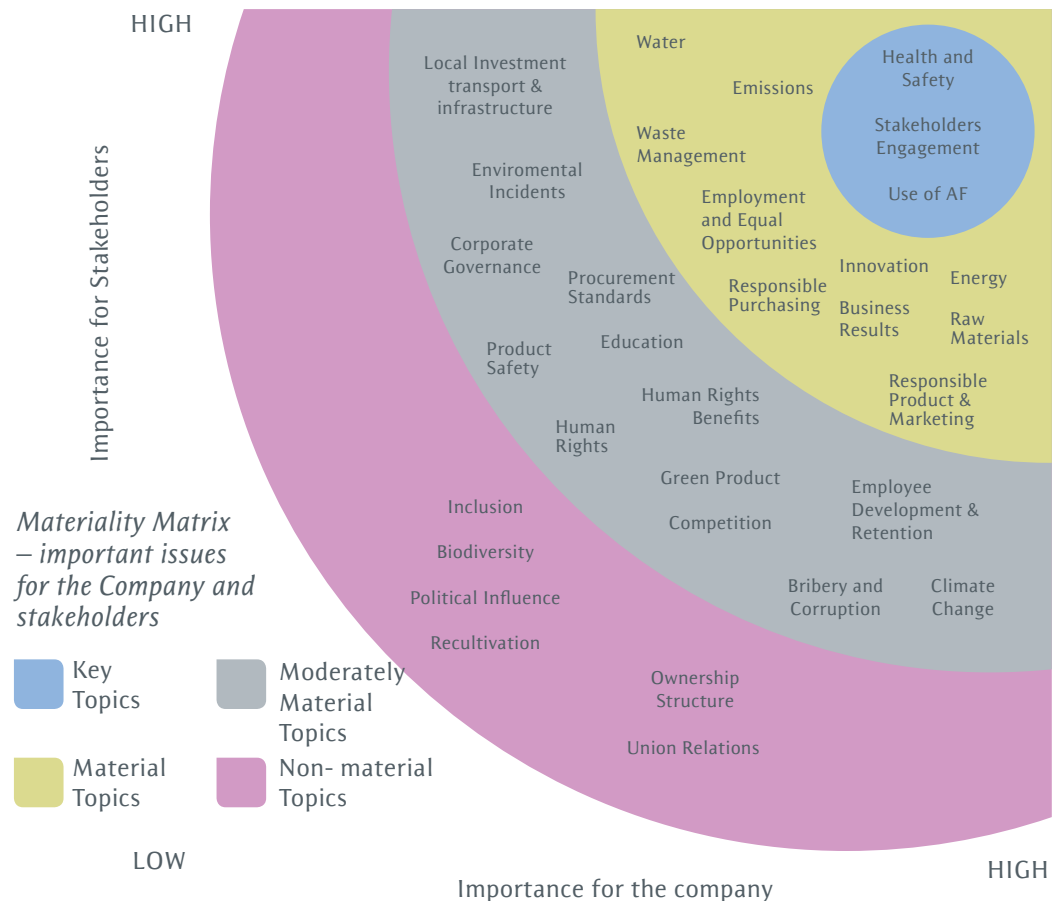 HIGH
Importance for Stakeholders
Local Investment
transport &
infrastructure
Enviromental
Incidents
Corporate
Governance
Procurement
Standards
Education
Product
Safety
Human Rights
Benefits
Human
Rights
Green Product
Competition
Employee
Development &
Retention
Bribery and
Corruption
Climate
Change
Water
Emissions
Waste
Management
Employment
and Equal
Opportunities
Responsible
Purchasing
Innovation
Business
Results
Energy
Raw
Materials
Responsible
Product &
Marketing
Health and
Safety
Stakeholders
Engagement
Use of AF
Inclusion
Biodiversity
Political Influence
Recultivation
Ownership
Structure
Union Relations
Materiality Matrix
– important issues
for the Company and
stakeholders
Key
Topics
Moderately
Material
Topics
Material
Topics
Non- material
Topics
LOW
HIGH
Importance for the company